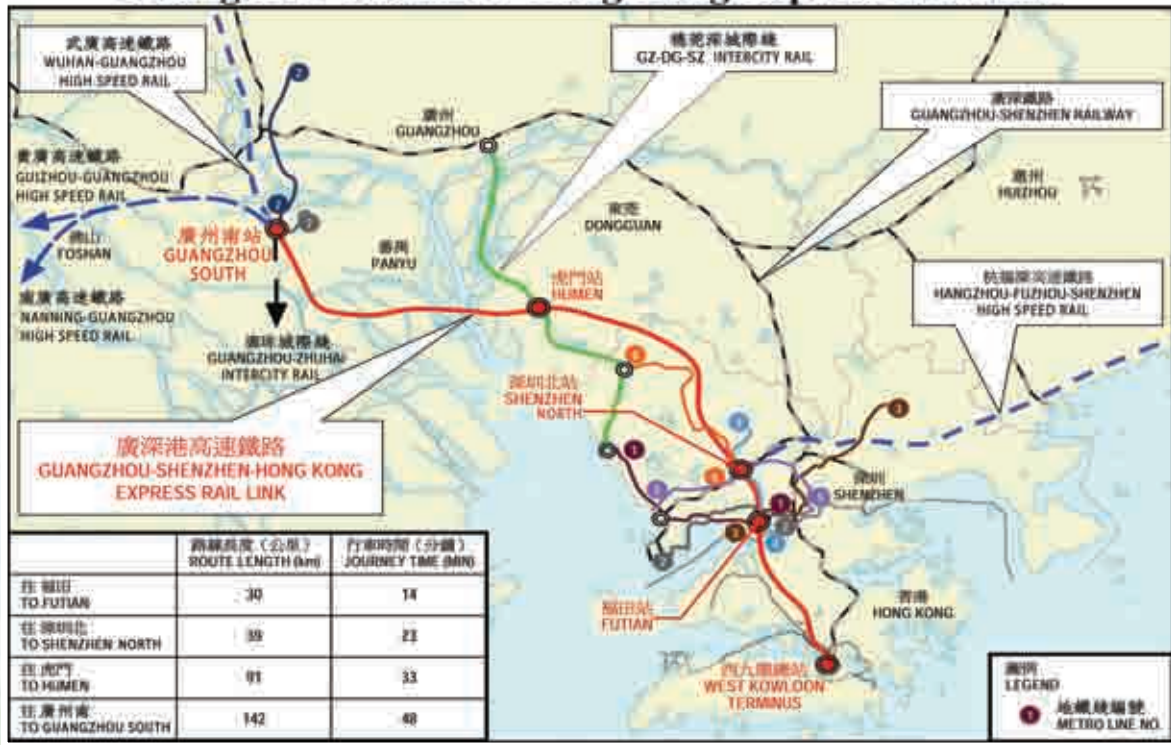 武廣高速鐵路
WUHAN-GUANGZHOU
HIGH SPEED RAIL
穗莞深城際綫
GZ-DG-SZ INTERCITY RAIL
廣深鐵路
GUANGZHOU-SHENZHEN RAILWAY
廣州
GUANGZHOU
貴廣高速鐵路
GUIZHOU-GUANGZHOU
HIGH SPEED RAIL
惠州
HUIZHOU
東莞
DONGGUAN
佛山
FOSHAN
廣州南站
GUANGZHOU
SOUTH
番禺
PANYU
虎門站
HUMEN
杭福深高速鐵路
HANGZHOU-FUZHOU-SHENZHEN
HIGH SPEED RAIL
南廣高速鐵路
NANNING-GUANGZHOU
HIGH SPEED RAIL
廣珠城際綫
GUANGZHOU-ZHUHAI
INTERCITY RAIL
深圳北站
SHENZHEN
NORTH
廣深港高速鐵路
GUANGZHOU-SHENZHEN-HONG KONG
EXPRESS RAIL LINK
深圳
SHENZHEN
福田站
FUTIAN
香港
HONG KONG
西九龍總站
WEST KOWLOON
TERMINUS
路綫長度（公里） 行車時間（分鐘）
ROUTE LENGTH (km) JOURNEY TIME (MIN)
往福田
TO FUTIAN 30 14
往深圳北
TO SHENZHEN NORTH 39 23
往虎門
TO HUMEN 91 33
往廣州南
TO GUANGZHOU SOUTH 142 48
圖例
LEGEND
1 地鐵綫編號
METRO LINE NO.